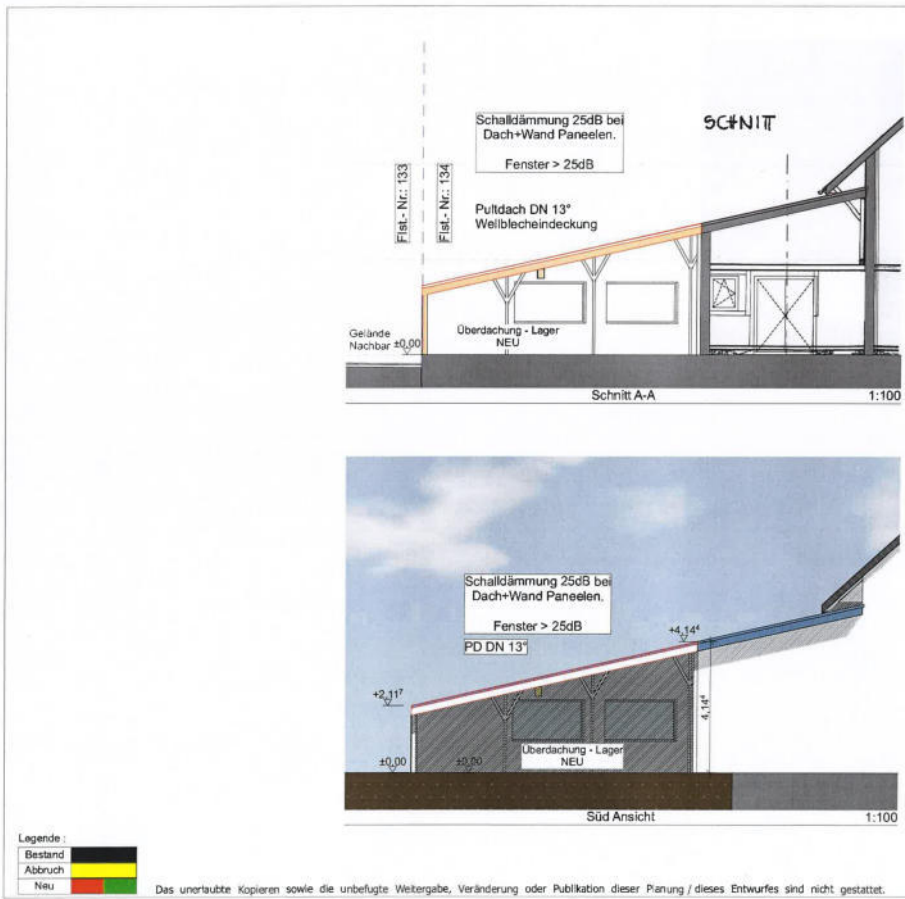 Schalldämmung 25dB bei
Dach+Wand Paneelen.
Fenster > 25dB
SCHNITT
Flst.- Nr.: 133
Flst.- Nr.: 134
Pultdach DN 13°
Wellblecheindeckung
Gelände
Nachbar ±0,00
Überdachung - Lager
NEU
Schnitt A-A 1:100
Schalldämmung 25dB bei
Dach+Wand Paneelen.
Fenster > 25dB
PD DN 13°
+4,14⁴
+2,11⁷
4,14⁴
Überdachung - Lager
NEU
±0,00 ±0,00
Süd Ansicht 1:100
Legende :
Bestand
Abbruch
Neu
Das unerlaubte Kopieren sowie die unbefugte Weitergabe, Veränderung oder Publikation dieser Planung / dieses Entwurfes sind nicht gestattet.